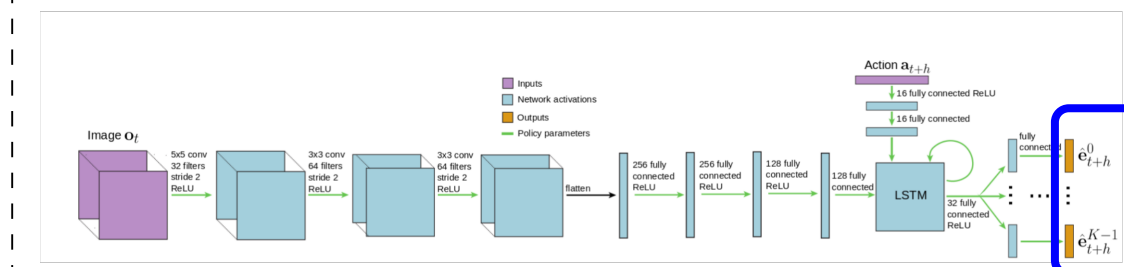 Image o_t
5x5 conv
32 filters
stride 2
ReLU
3x3 conv
64 filters
stride 2
ReLU
3x3 conv
64 filters
stride 2
ReLU
flatten
Inputs
Network activations
Outputs
Policy parameters
256 fully
connected
ReLU
256 fully
connected
ReLU
128 fully
connected
ReLU
128 fully
connected
Action a_{t+h}
16 fully connected ReLU
16 fully connected
LSTM
32 fully
connected
ReLU
fully
connected
ê^0_{t+h}
ê^{K-1}_{t+h}